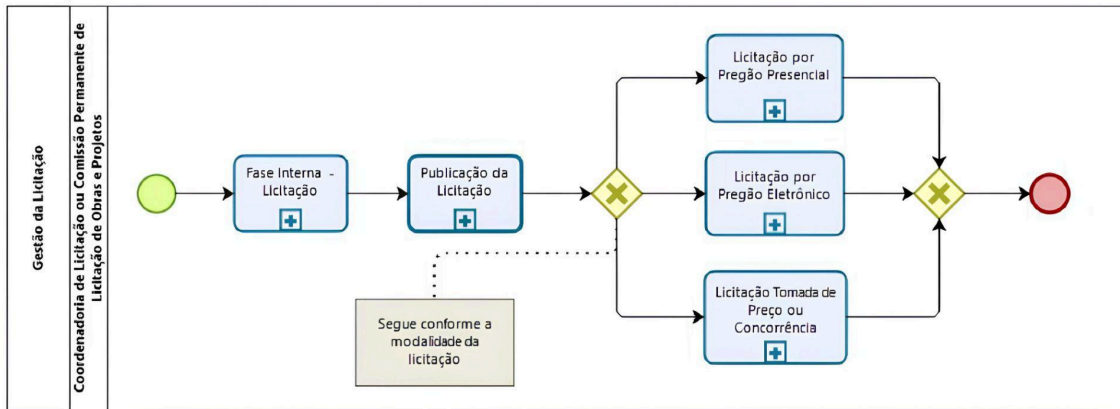 Gestão da Licitação
Coordenadoria de Licitação ou Comissão Permanente de
Licitação de Obras e Projetos
Fase Interna -
Licitação
Publicação da
Licitação
Segue conforme a
modalidade da
licitação
Licitação por
Pregão Presencial
Licitação por
Pregão Eletrônico
Licitação Tomada de
Preço ou
Concorrência